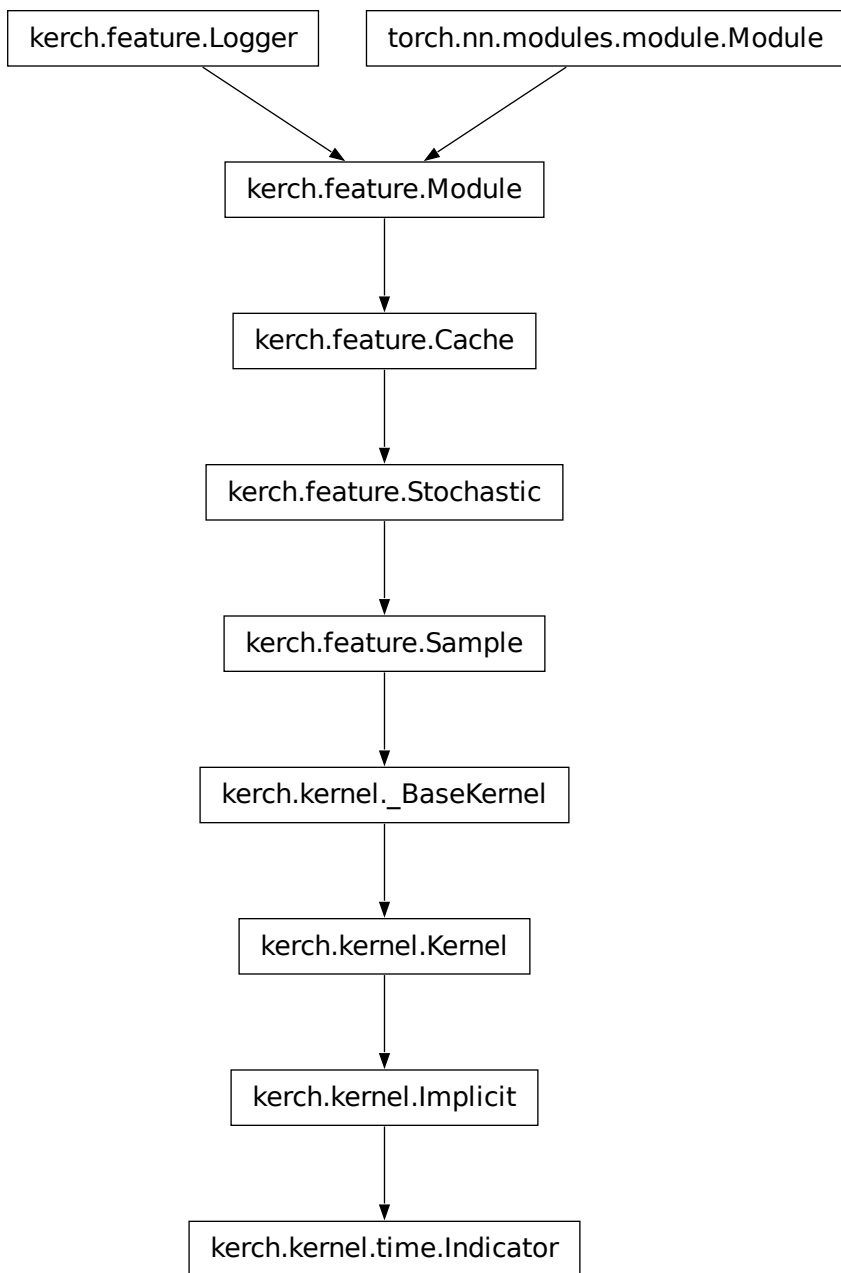 kerch.feature.Logger
torch.nn.modules.module.Module
kerch.feature.Module
kerch.feature.Cache
kerch.feature.Stochastic
kerch.feature.Sample
kerch.kernel._BaseKernel
kerch.kernel.Kernel
kerch.kernel.Implicit
kerch.kernel.time.Indicator